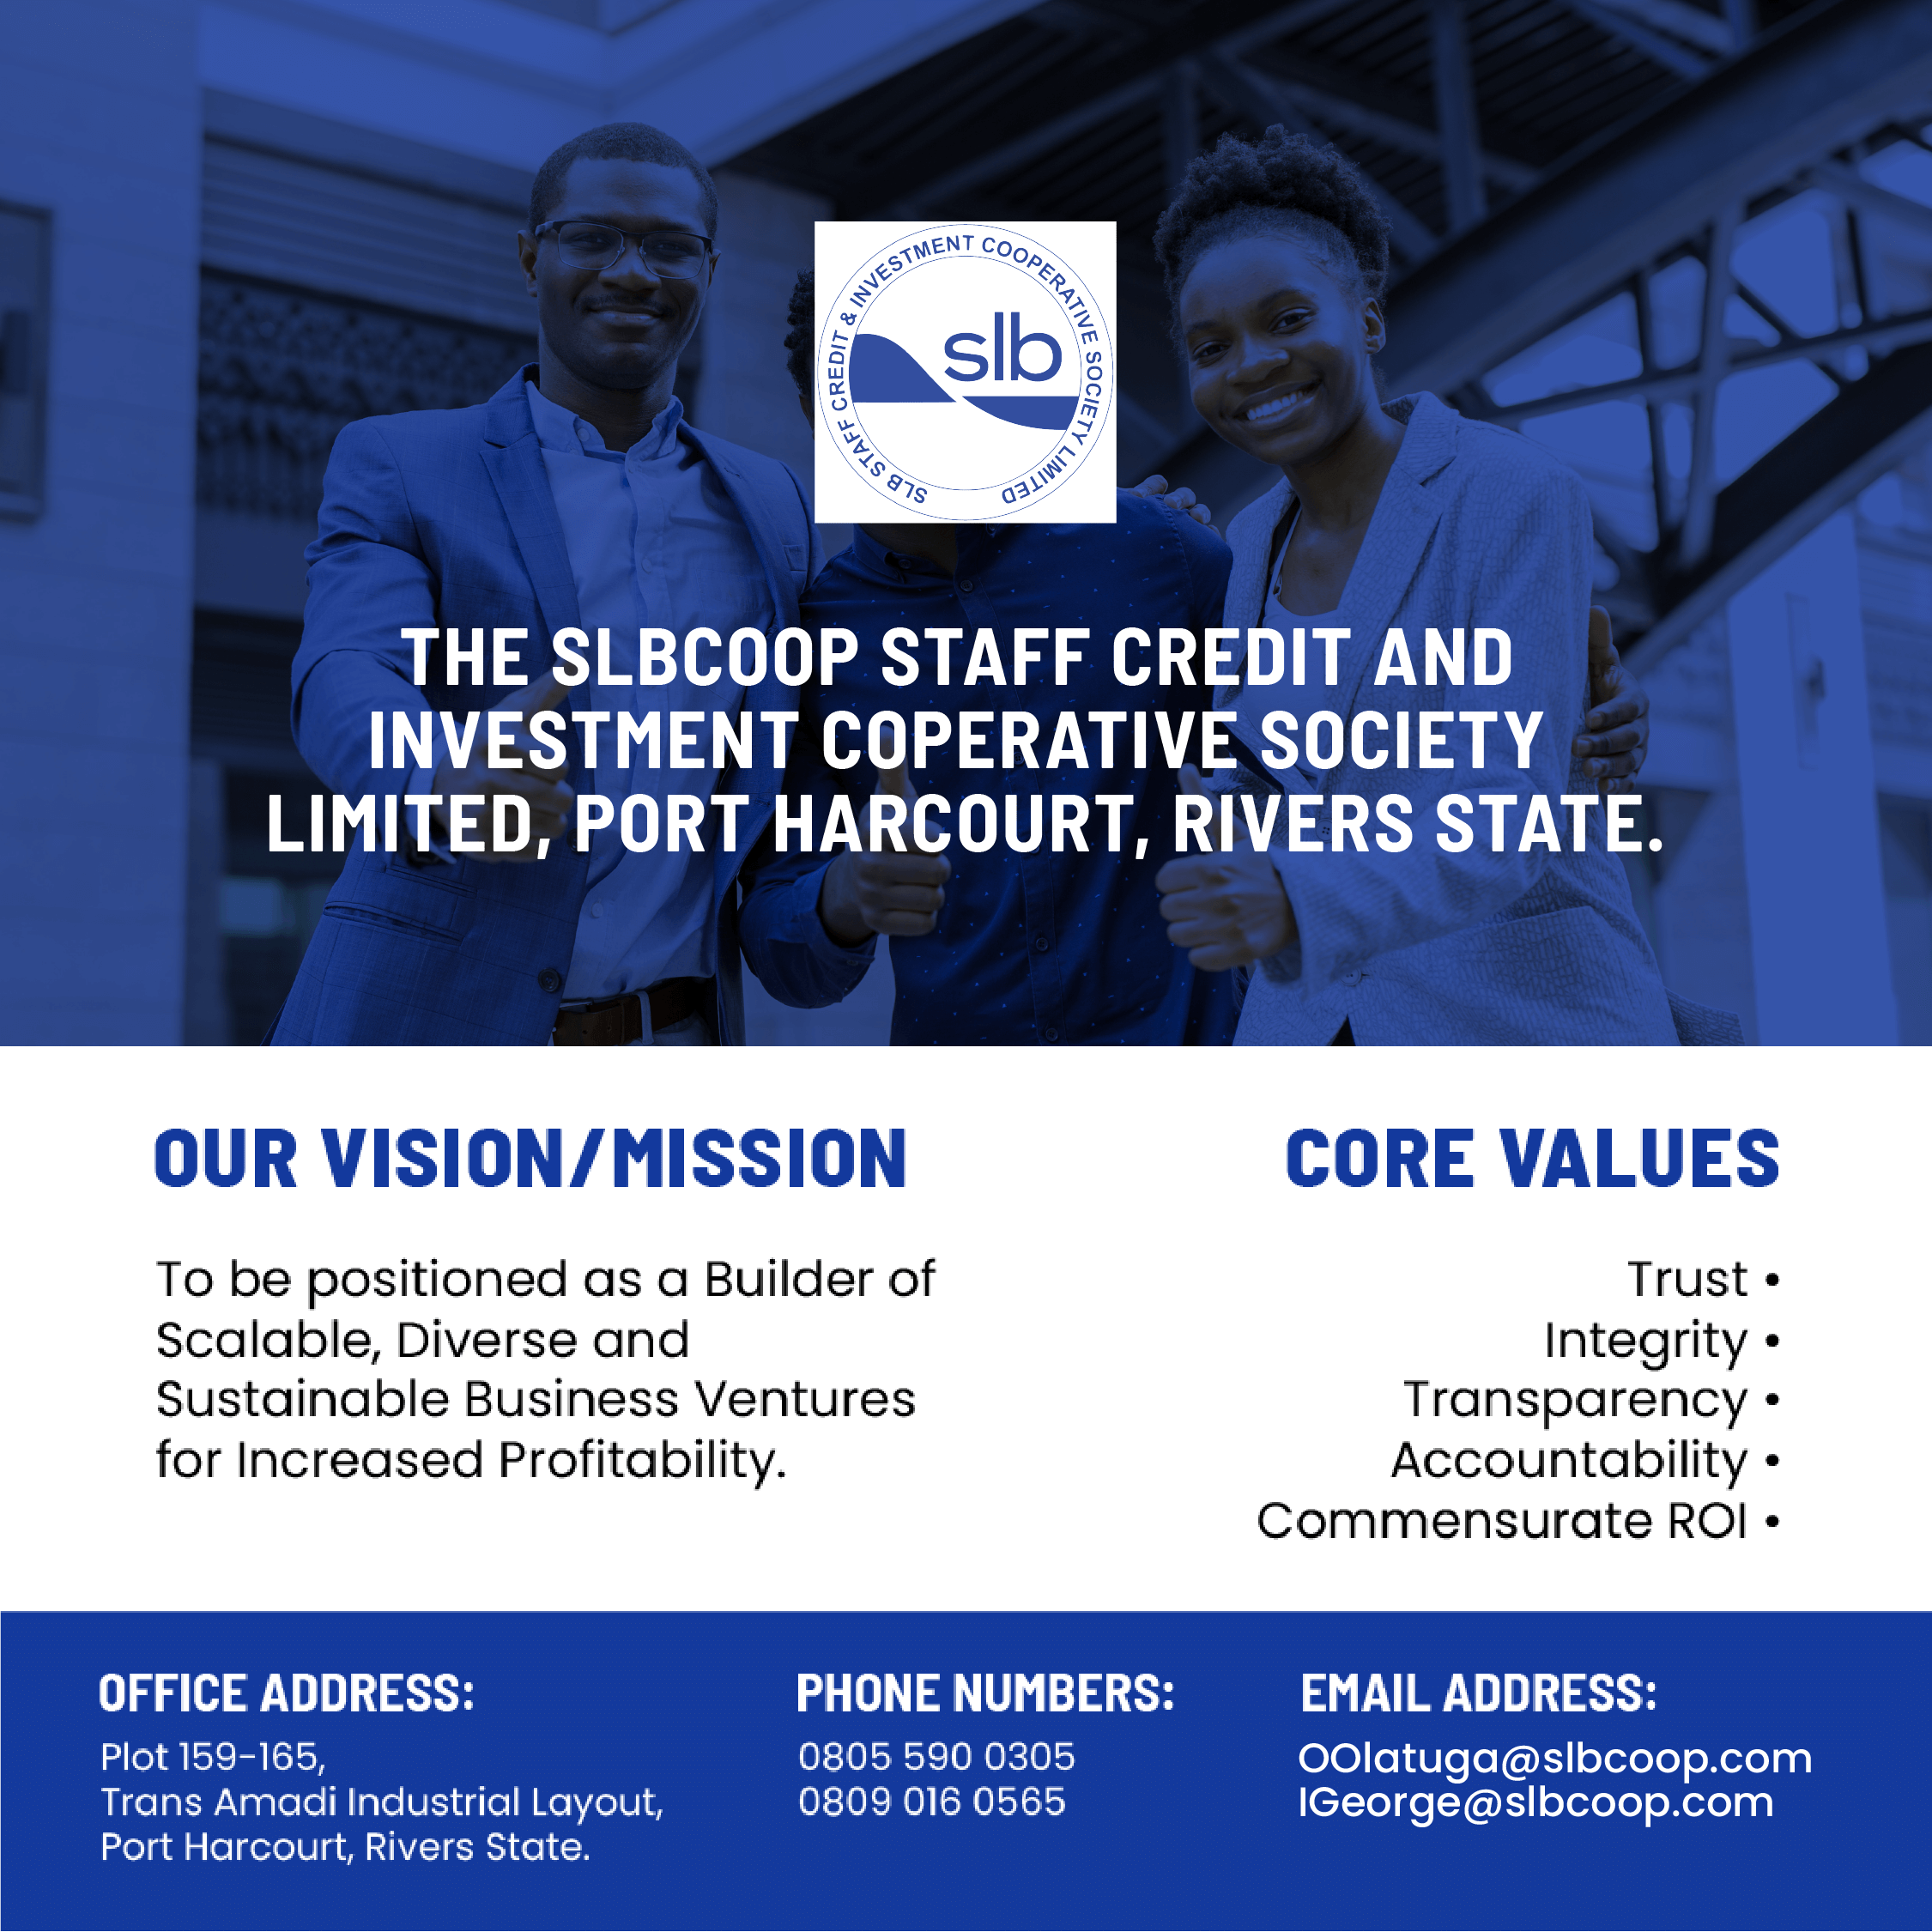 SLB STAFF CREDIT & INVESTMENT COOPERATIVE SOCIETY LIMITED
slb
THE SLBCOOP STAFF CREDIT AND
INVESTMENT COPERATIVE SOCIETY
LIMITED, PORT HARCOURT, RIVERS STATE.
OUR VISION/MISSION
To be positioned as a Builder of
Scalable, Diverse and
Sustainable Business Ventures
for Increased Profitability.
CORE VALUES
Trust •
Integrity •
Transparency •
Accountability •
Commensurate ROI •
OFFICE ADDRESS:
Plot 159-165,
Trans Amadi Industrial Layout,
Port Harcourt, Rivers State.
PHONE NUMBERS:
0805 590 0305
0809 016 0565
EMAIL ADDRESS:
OOlatuga@slbcoop.com
IGeorge@slbcoop.com